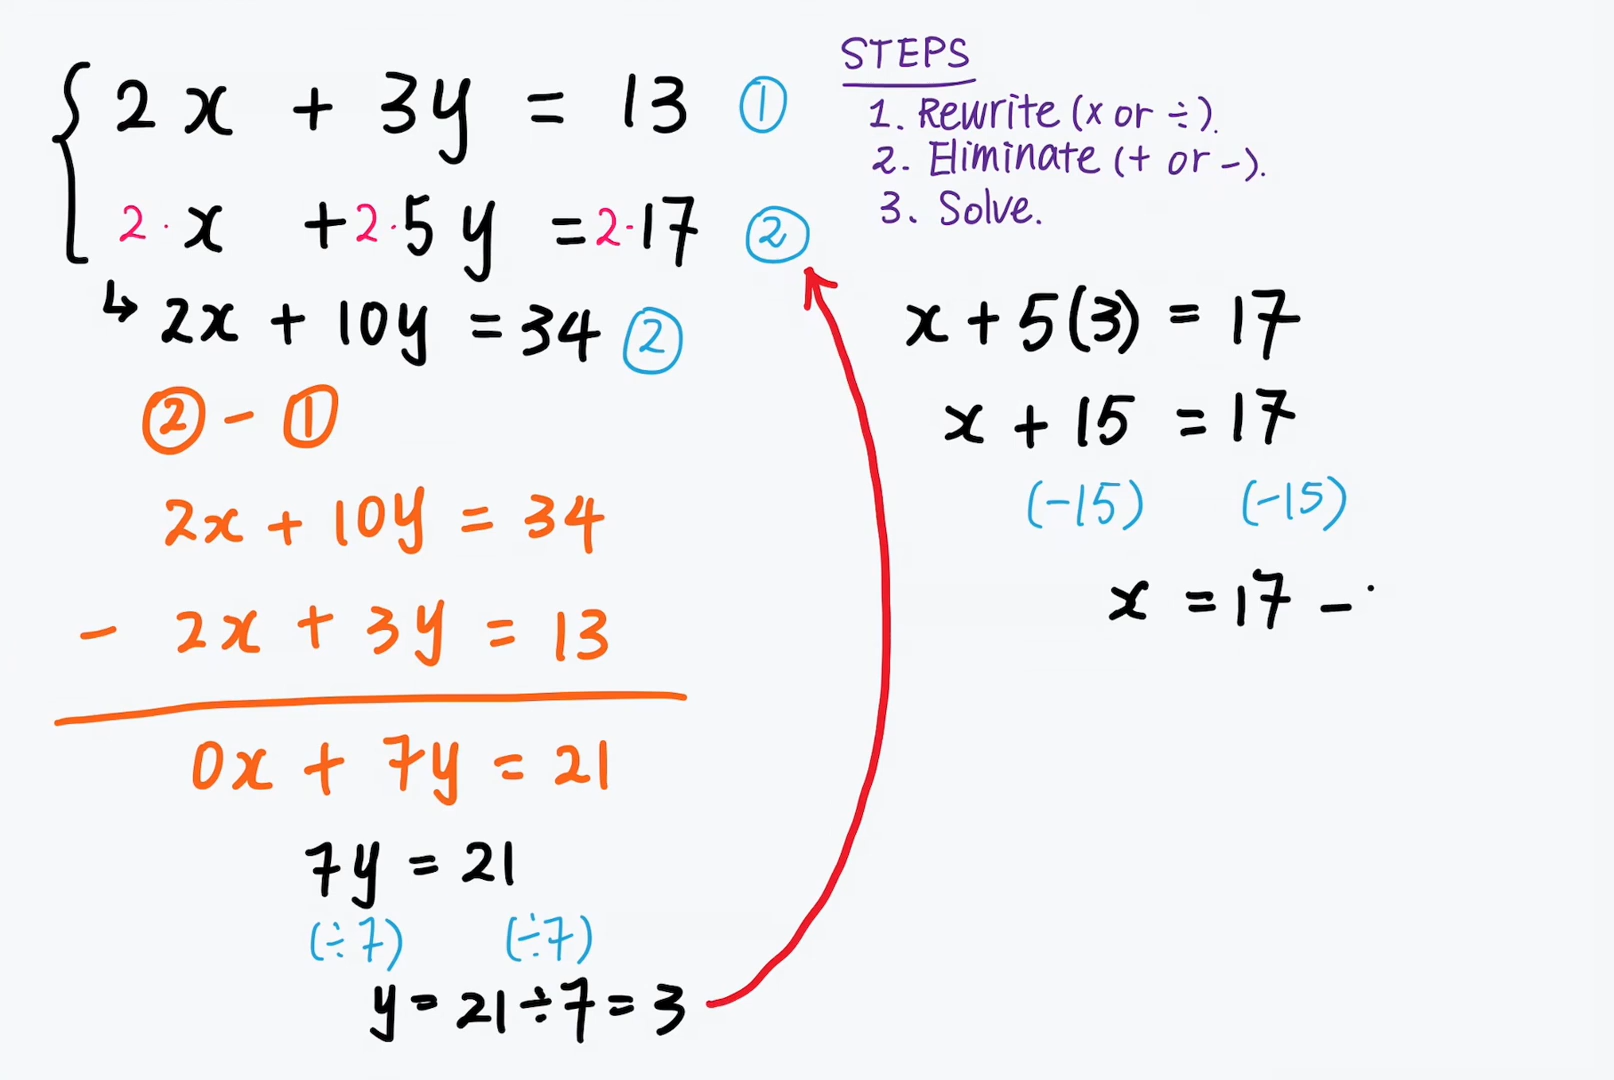 2x + 3y = 13 ①
2·x + 2·5y = 2·17 ②
↳ 2x + 10y = 34 ②
② - ①
2x + 10y = 34
- 2x + 3y = 13
0x + 7y = 21
7y = 21
(÷7) (÷7)
y = 21 ÷ 7 = 3
STEPS
1. Rewrite (x or ÷).
2. Eliminate (+ or -).
3. Solve.
x + 5(3) = 17
x + 15 = 17
(-15) (-15)
x = 17 -